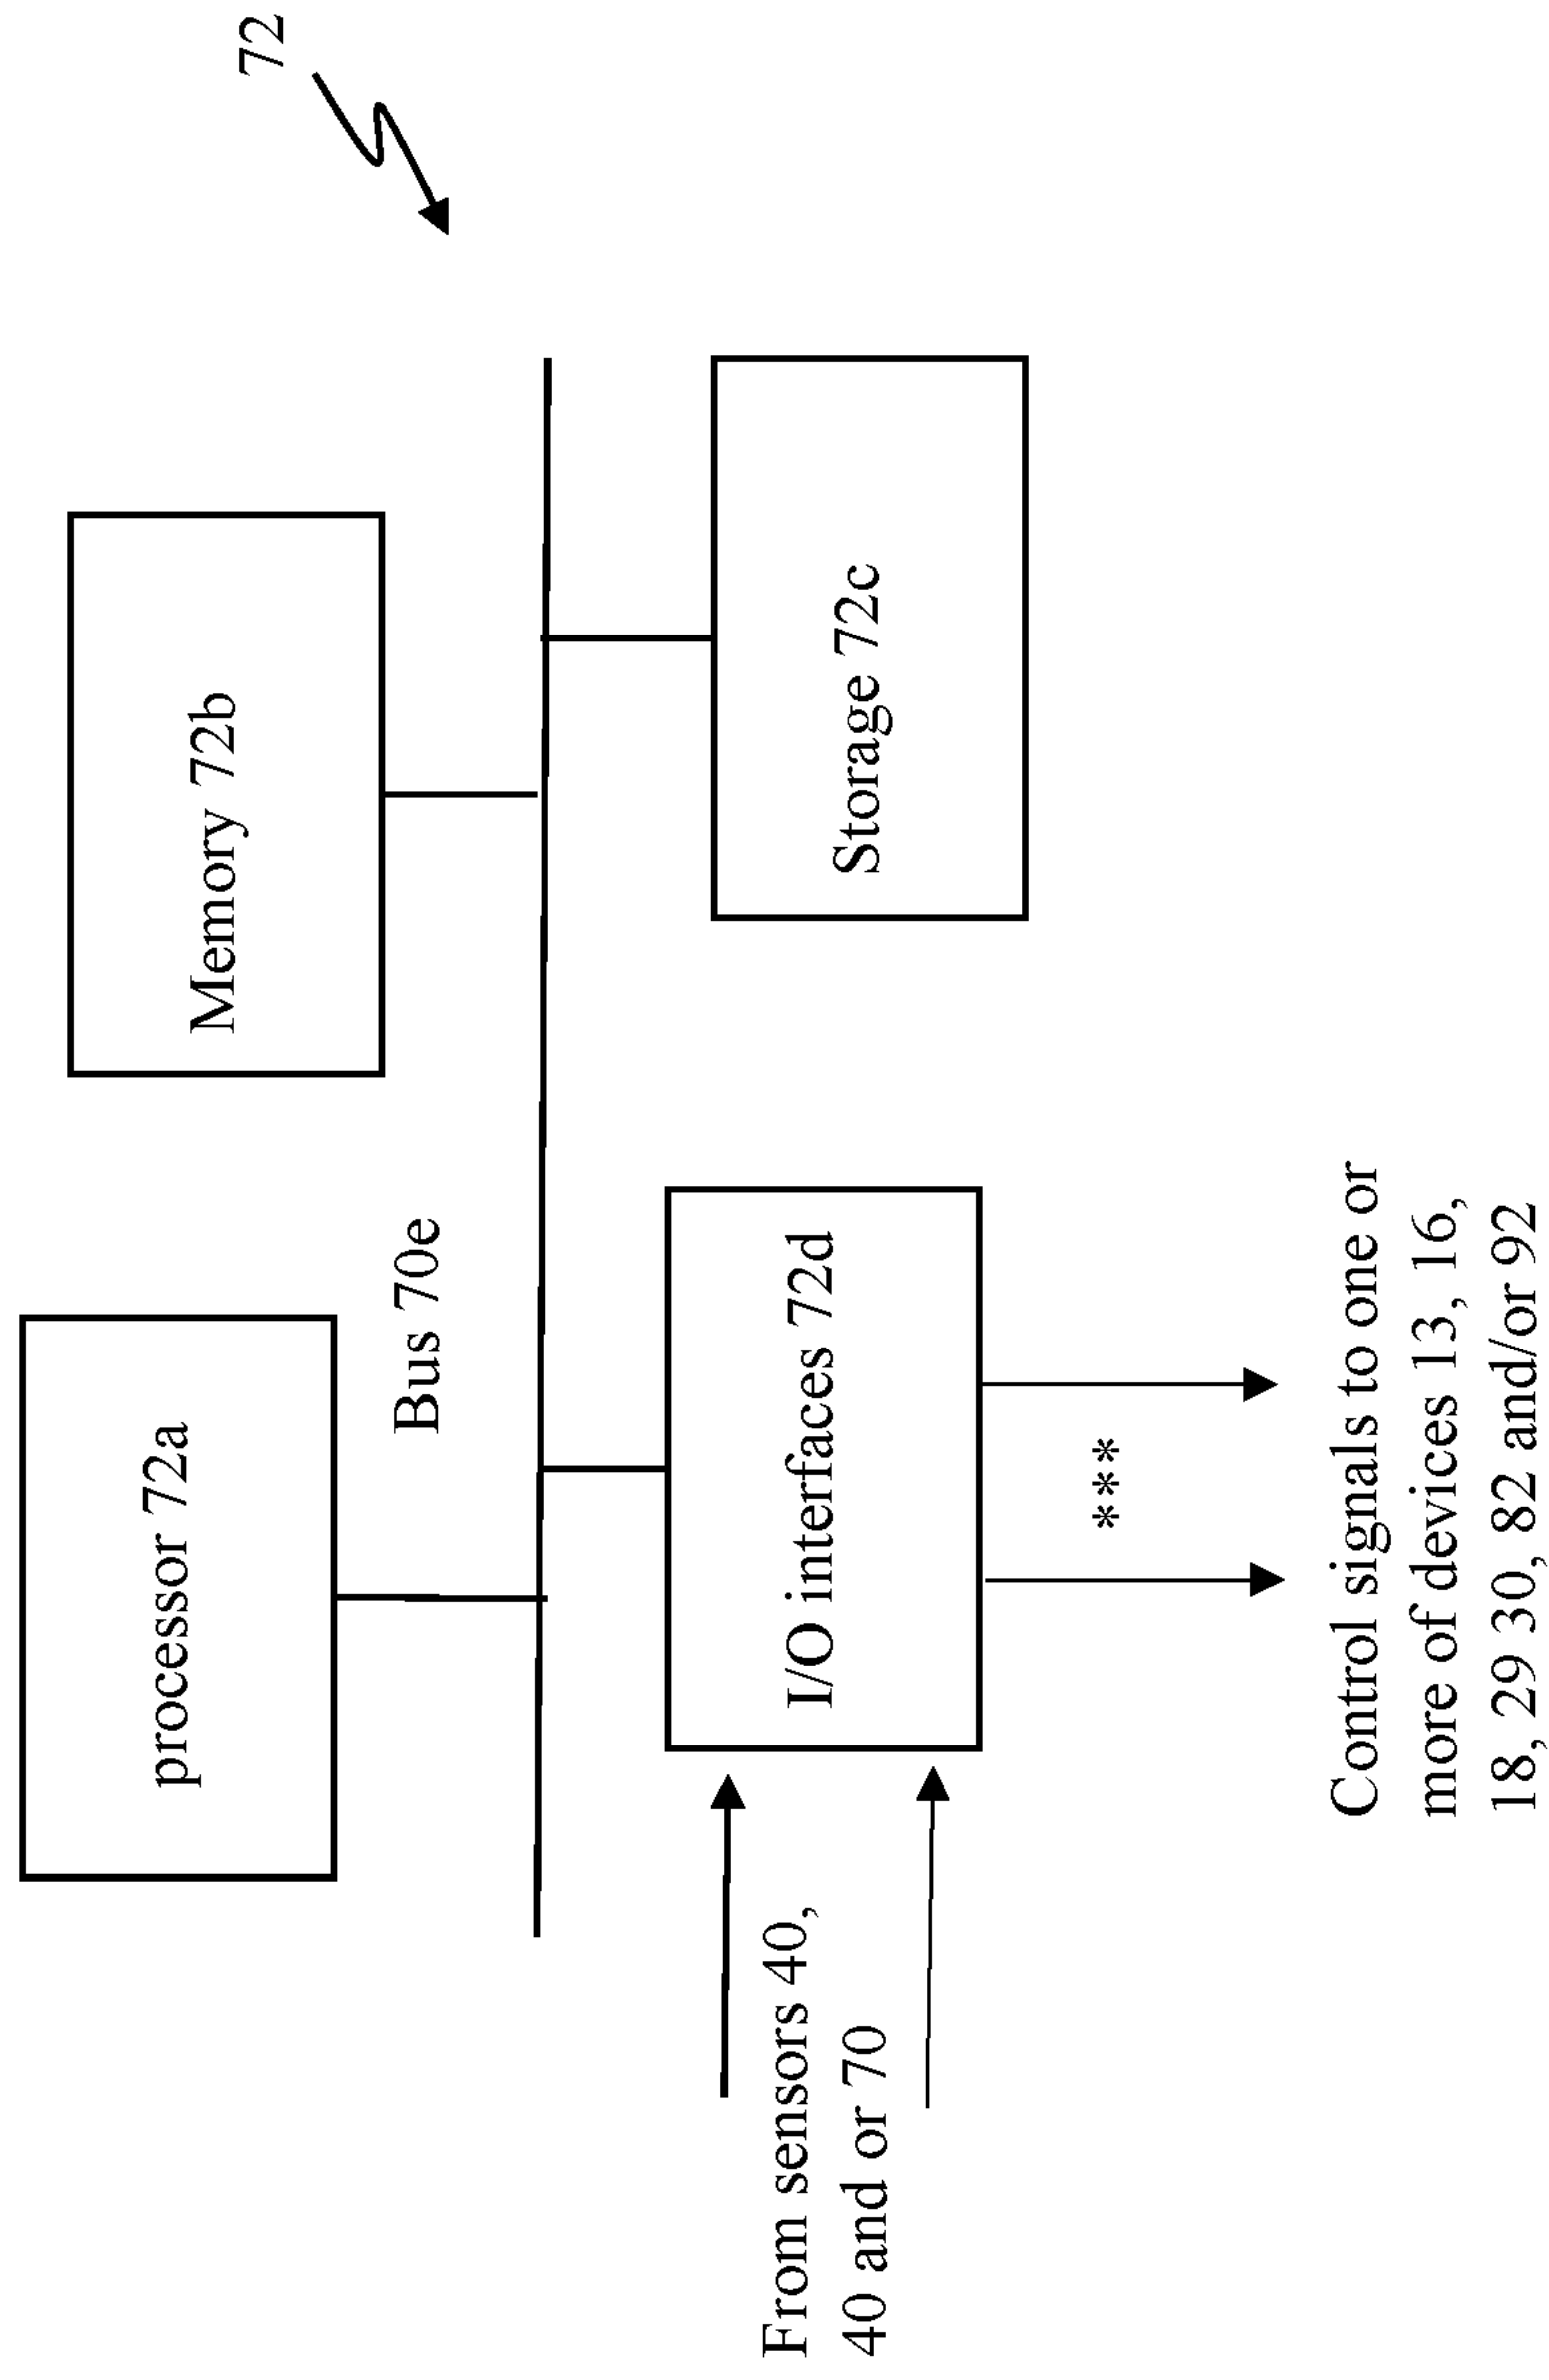 72
processor 72a
Memory 72b
Bus 70e
I/O interfaces 72d
Storage 72c
From sensors 40,
40 and or 70
***
Control signals to one or
more of devices 13, 16,
18, 29 30, 82 and/or 92